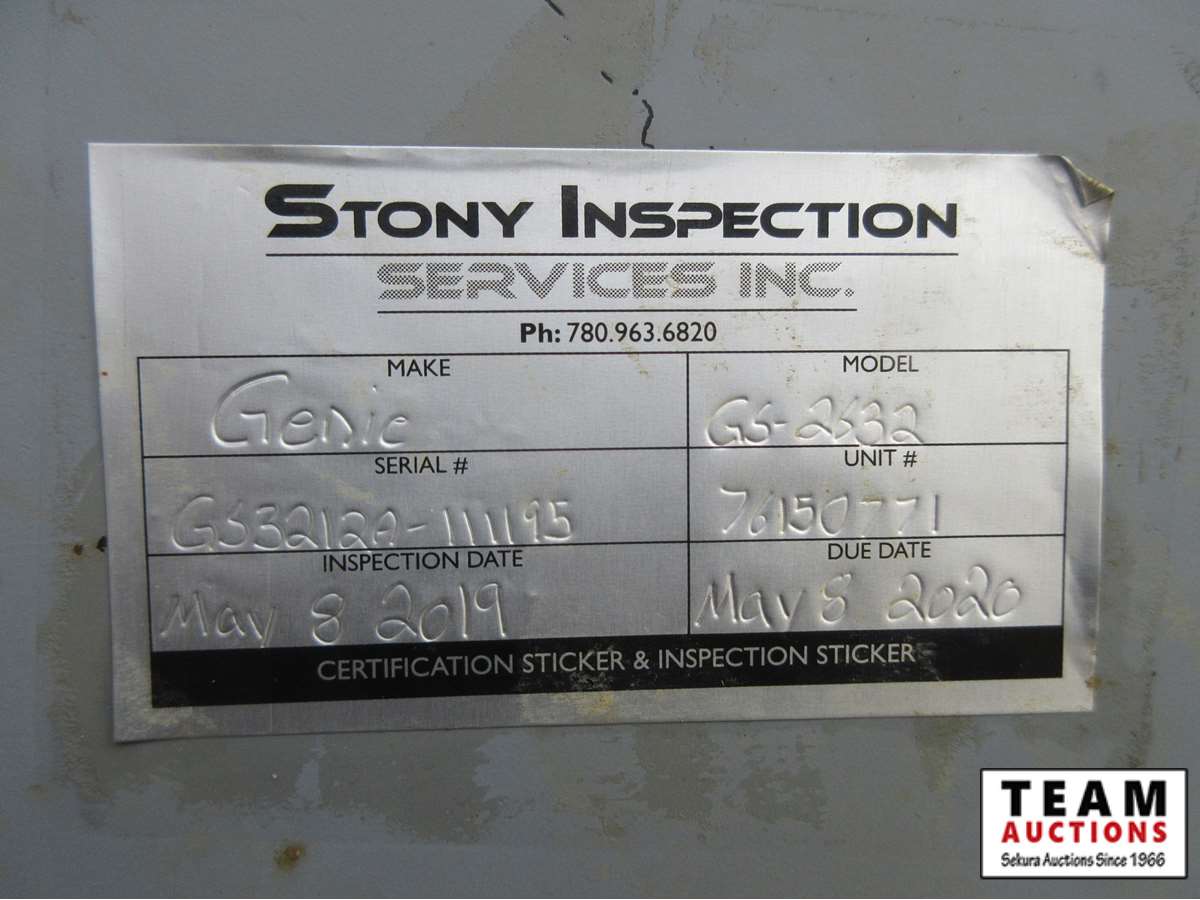 STONY INSPECTION
SERVICES INC.
Ph: 780.963.6820
MAKE
Genie
MODEL
GS-2632
SERIAL #
GS3212A-111195
UNIT #
76150771
INSPECTION DATE
May 8 2019
DUE DATE
May 8 2020
CERTIFICATION STICKER & INSPECTION STICKER
TEAM
AUCTIONS
Sekura Auctions Since 1966